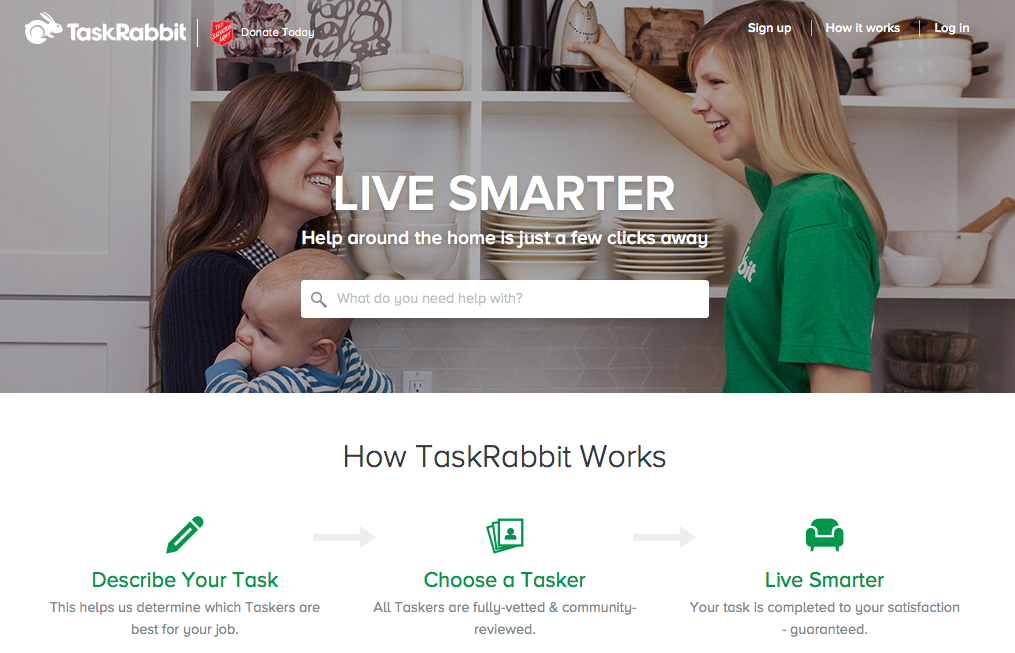 TaskRabbit
THE SALVATION ARMY
Donate Today
Sign up
How it works
Log in
LIVE SMARTER
Help around the home is just a few clicks away
What do you need help with?
bit
How TaskRabbit Works
Describe Your Task
This helps us determine which Taskers are
best for your job.
Choose a Tasker
All Taskers are fully-vetted & community-
reviewed.
Live Smarter
Your task is completed to your satisfaction
- guaranteed.